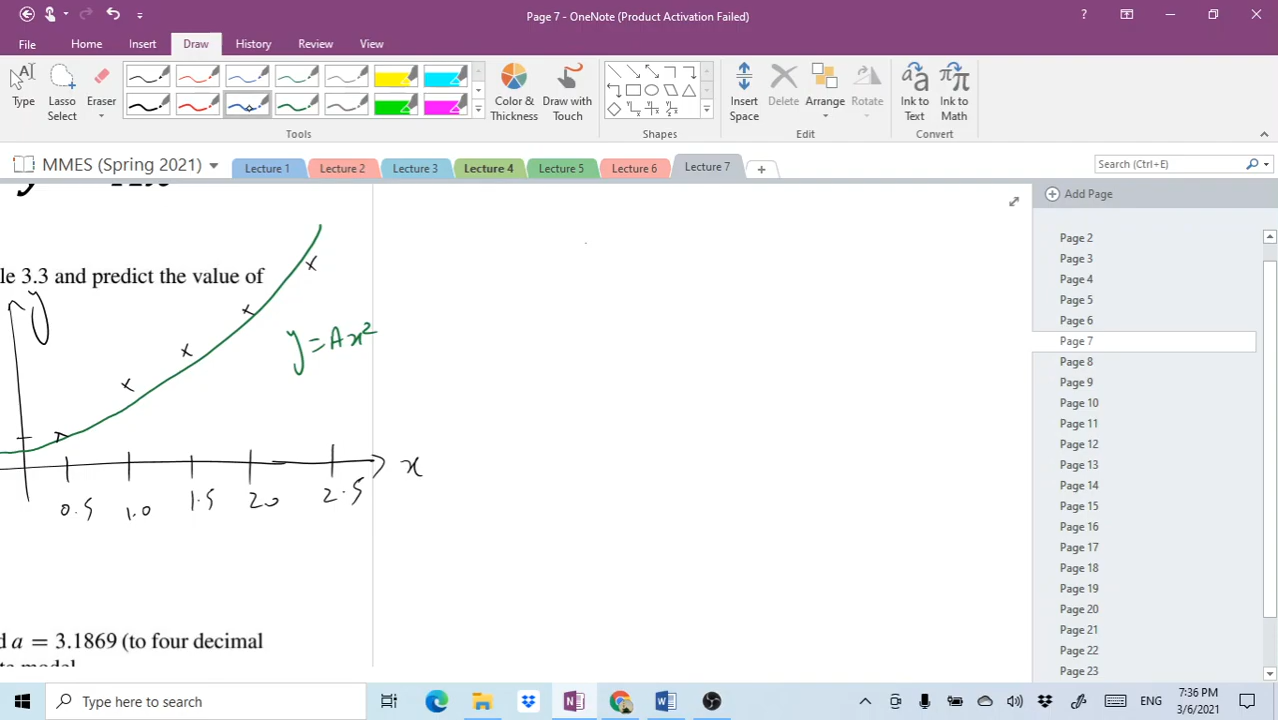 Page 7 - OneNote (Product Activation Failed)
?
File Home Insert Draw History Review View
Type
Lasso Select
Eraser
Color & Thickness
Draw with Touch
Insert Space
Delete
Arrange
Rotate
Ink to Text
Ink to Math
Tools
Shapes
Edit
Convert
MMES (Spring 2021)
Lecture 1
Lecture 2
Lecture 3
Lecture 4
Lecture 5
Lecture 6
Lecture 7
Search (Ctrl+E)
Add Page
Page 2
Page 3
Page 4
Page 5
Page 6
Page 7
Page 8
Page 9
Page 10
Page 11
Page 12
Page 13
Page 14
Page 15
Page 16
Page 17
Page 18
Page 19
Page 20
Page 21
Page 22
Page 23
le 3.3 and predict the value of
y
y = Ax²
x
0.5 1.0 1.5 2.0 2.5
a = 3.1869 (to four decimal
model
Type here to search
ENG
7:36 PM
3/6/2021